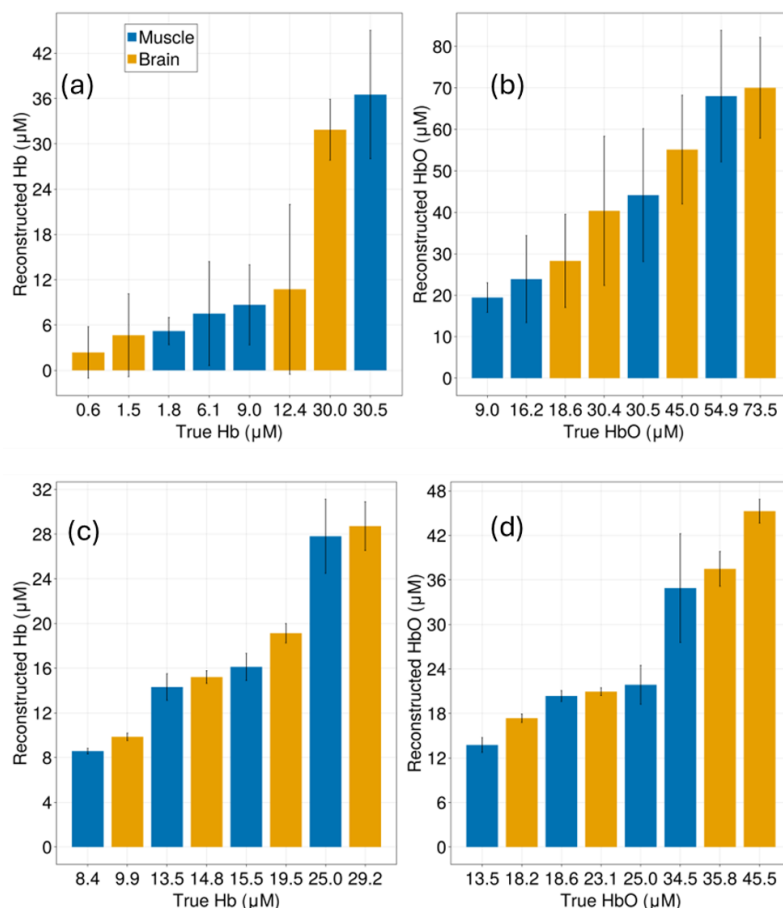 (a)
Muscle
Brain
Reconstructed Hb (µM)
42
36
30
24
18
12
6
0
0.6 1.5 1.8 6.1 9.0 12.4 30.0 30.5
True Hb (µM)
(b)
Reconstructed HbO (µM)
80
70
60
50
40
30
20
10
0
9.0 16.2 18.6 30.4 30.5 45.0 54.9 73.5
True HbO (µM)
(c)
Reconstructed Hb (µM)
32
28
24
20
16
12
8
4
0
8.4 9.9 13.5 14.8 15.5 19.5 25.0 29.2
True Hb (µM)
(d)
Reconstructed HbO (µM)
48
42
36
30
24
18
12
6
0
13.5 18.2 18.6 23.1 25.0 34.5 35.8 45.5
True HbO (µM)